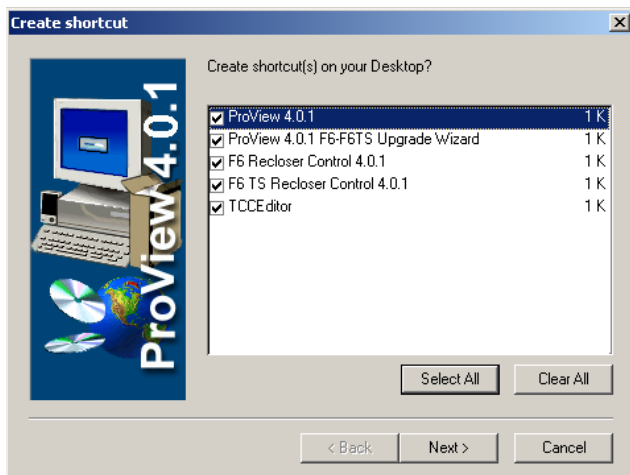 Create shortcut
Create shortcut(s) on your Desktop?
ProView 4.0.1
ProView 4.0.1 1 K
ProView 4.0.1 F6-F6TS Upgrade Wizard 1 K
F6 Recloser Control 4.0.1 1 K
F6 TS Recloser Control 4.0.1 1 K
TCCEditor 1 K
Select All Clear All
< Back Next > Cancel